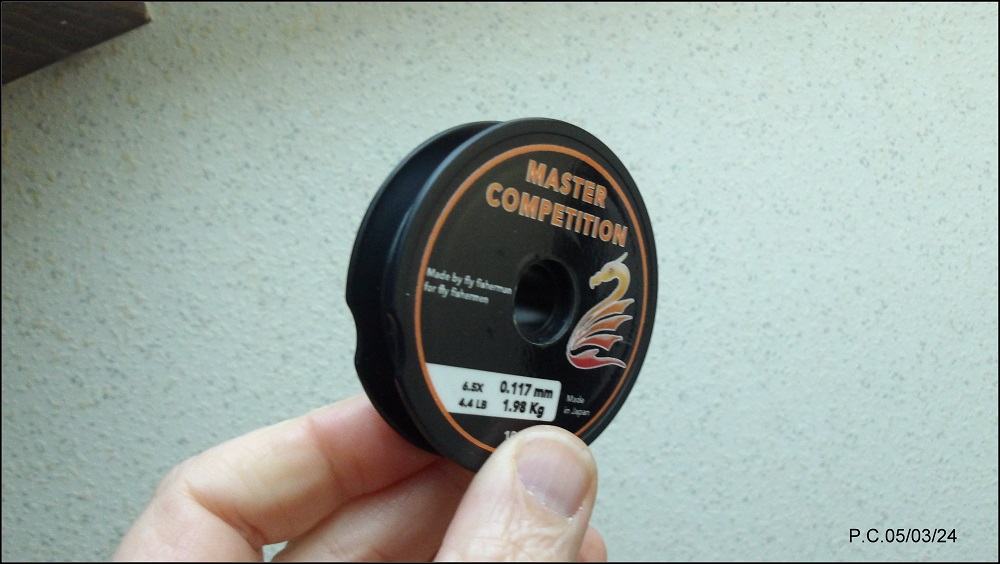 MASTER
COMPETITION
Made by fly fisherman
for fly fishermen
6.5X 0.117 mm
4.4 LB 1.98 Kg
Made
in Japan
P.C.05/03/24